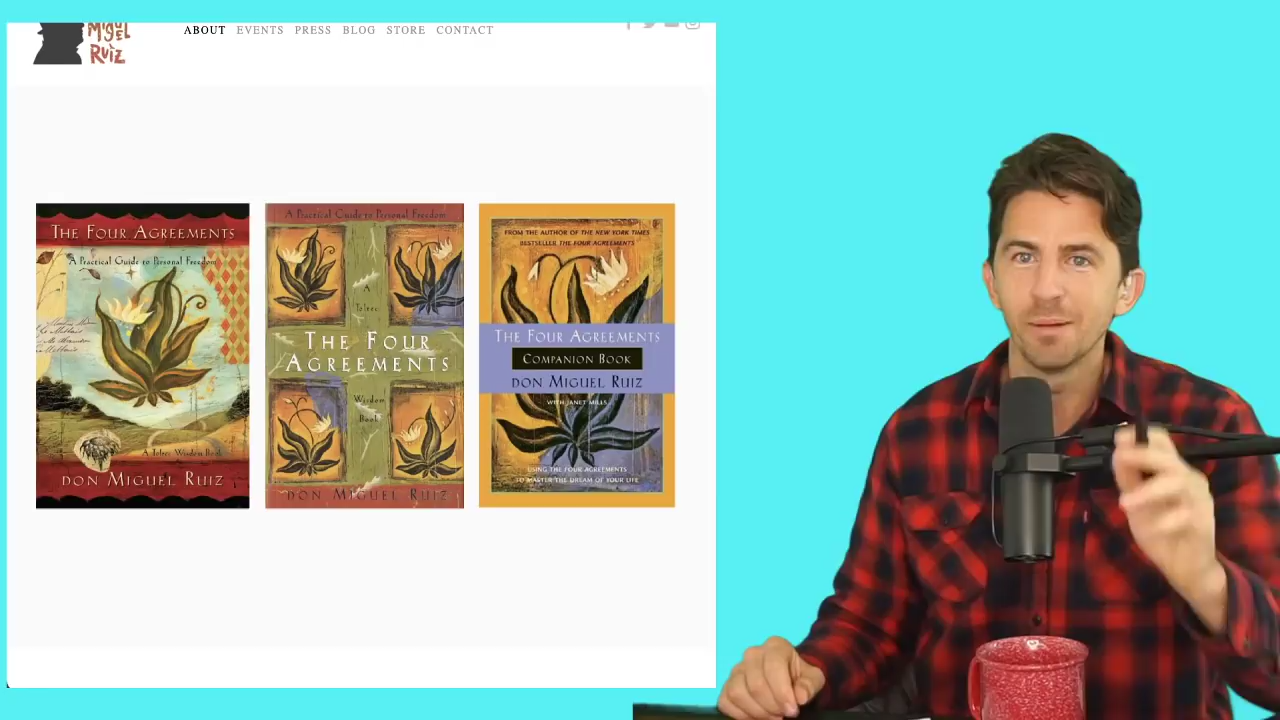 MIGUEL
RUIZ
ABOUT EVENTS PRESS BLOG STORE CONTACT
THE FOUR AGREEMENTS
A Practical Guide to Personal Freedom
A Toltec Wisdom Book
DON MIGUEL RUIZ
A Practical Guide to Personal Freedom
A
Toltec
THE FOUR
AGREEMENTS
Wisdom
Book
DON MIGUEL RUIZ
FROM THE AUTHOR OF THE NEW YORK TIMES
BESTSELLER THE FOUR AGREEMENTS
THE FOUR AGREEMENTS
COMPANION BOOK
DON MIGUEL RUIZ
WITH JANET MILLS
USING THE FOUR AGREEMENTS
TO MASTER THE DREAM OF YOUR LIFE